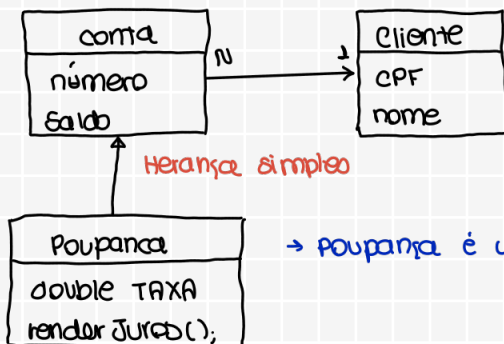 conta
número
saldo
N
1
Cliente
CPF
nome
Herança simples
Poupanca
double TAXA
render JUROS();
→ Poupança é u